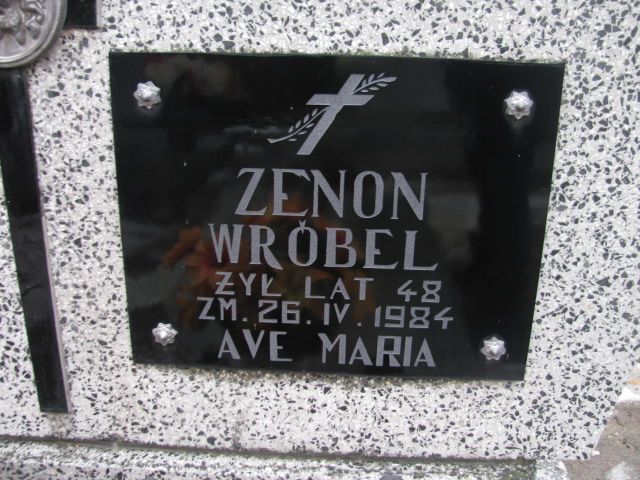 ZENON
WRÓBEL
ŻYŁ LAT 48
ZM. 26. IV. 1984
AVE MARIA